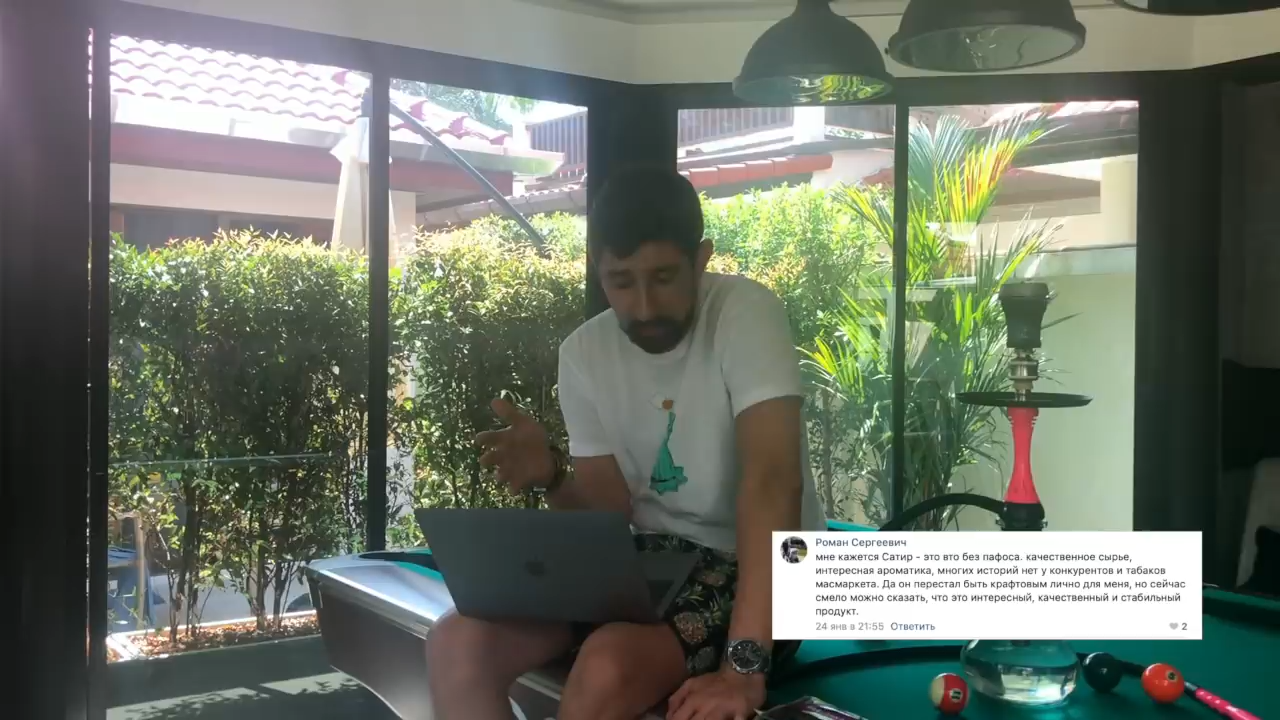 Роман Сергеевич
мне кажется Сатир - это вто без пафоса. качественное сырье,
интересная ароматика, многих историй нет у конкурентов и табаков
масмаркета. Да он перестал быть крафтовым лично для меня, но сейчас
смело можно сказать, что это интересный, качественный и стабильный
продукт.
24 янв в 21:55 Ответить 2